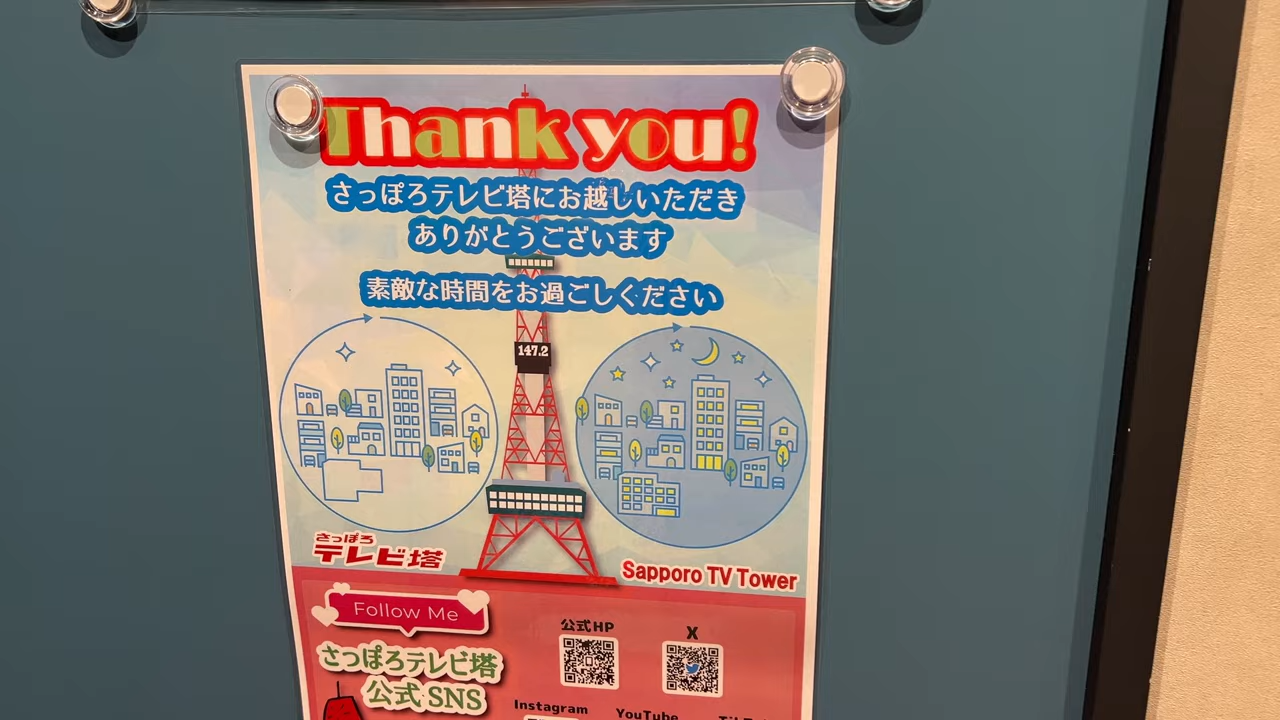 Thank you!
さっぽろテレビ塔にお越しいただき
ありがとうございます
素敵な時間をお過ごしください
147.2
さっぽろ
テレビ塔
Sapporo TV Tower
Follow Me
さっぽろテレビ塔
公式 SNS
公式HP
X
Instagram
YouTube